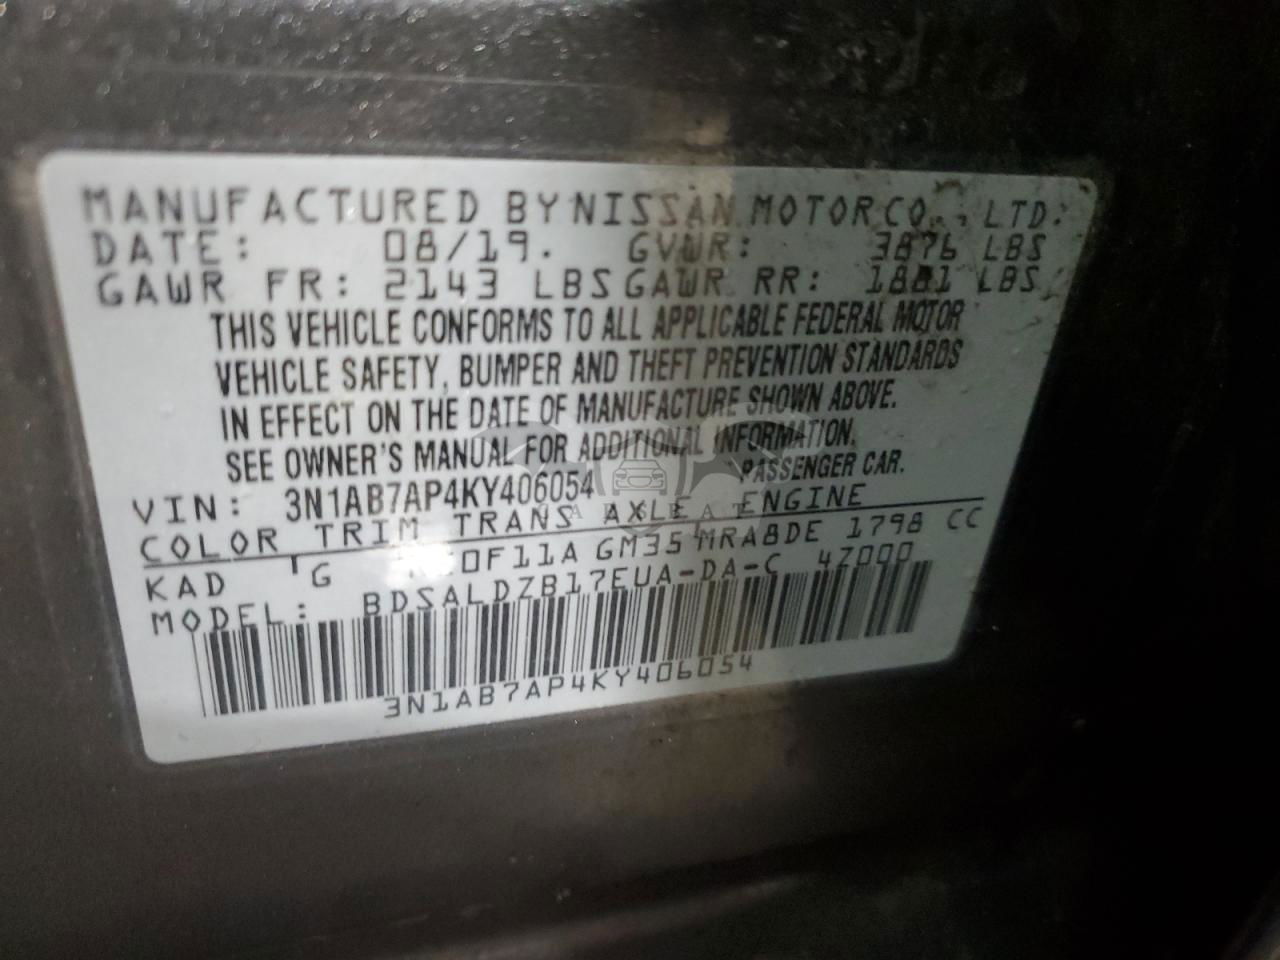 MANUFACTURED BY NISSAN MOTOR CO., LTD.
DATE: 08/19. GVWR: 3876 LBS
GAWR FR: 2143 LBS GAWR RR: 1881 LBS
THIS VEHICLE CONFORMS TO ALL APPLICABLE FEDERAL MOTOR
VEHICLE SAFETY, BUMPER AND THEFT PREVENTION STANDARDS
IN EFFECT ON THE DATE OF MANUFACTURE SHOWN ABOVE.
SEE OWNER'S MANUAL FOR ADDITIONAL INFORMATION.
VIN: 3N1AB7AP4KY406054 PASSENGER CAR.
COLOR TRIM TRANS AXLE ENGINE
KAD G GM35 MRA8DE 1798 CC
MODEL: BDSALDZB17EUA-DA-C 4Z000
3N1AB7AP4KY406054